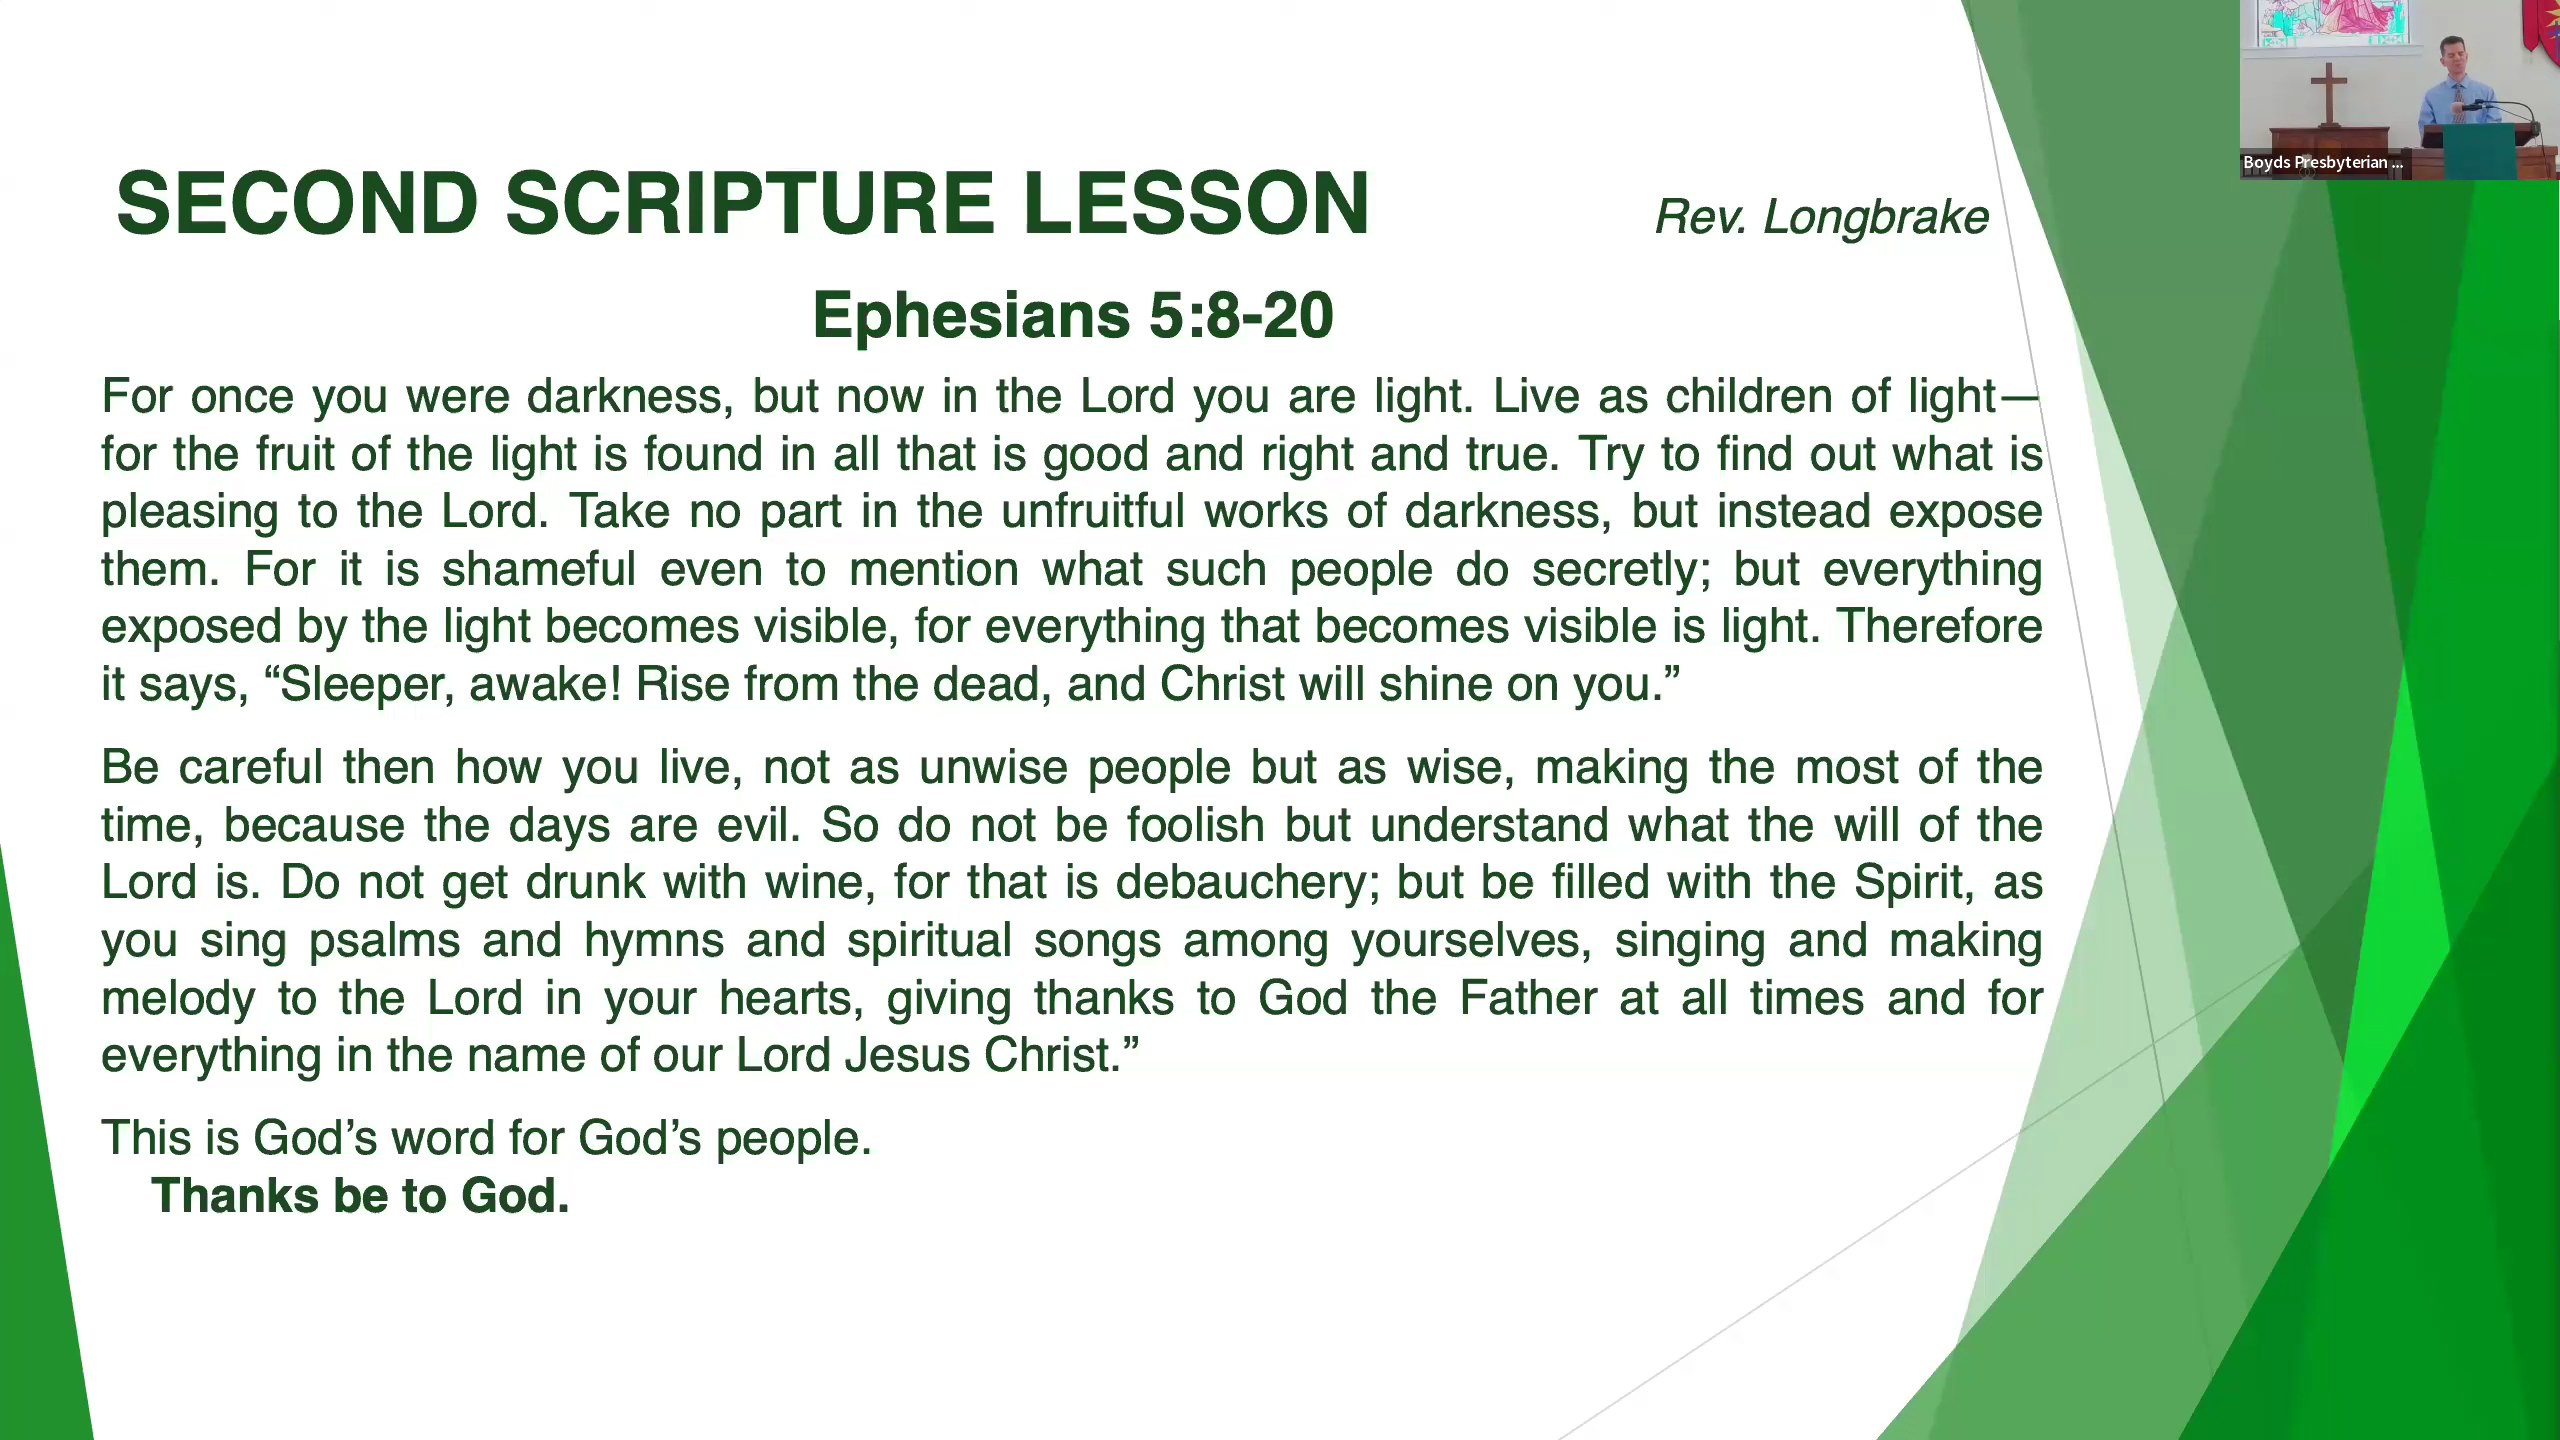 Boyds Presbyterian ...
SECOND SCRIPTURE LESSON Rev. Longbrake
Ephesians 5:8-20
For once you were darkness, but now in the Lord you are light. Live as children of light—
for the fruit of the light is found in all that is good and right and true. Try to find out what is
pleasing to the Lord. Take no part in the unfruitful works of darkness, but instead expose
them. For it is shameful even to mention what such people do secretly; but everything
exposed by the light becomes visible, for everything that becomes visible is light. Therefore
it says, “Sleeper, awake! Rise from the dead, and Christ will shine on you.”
Be careful then how you live, not as unwise people but as wise, making the most of the
time, because the days are evil. So do not be foolish but understand what the will of the
Lord is. Do not get drunk with wine, for that is debauchery; but be filled with the Spirit, as
you sing psalms and hymns and spiritual songs among yourselves, singing and making
melody to the Lord in your hearts, giving thanks to God the Father at all times and for
everything in the name of our Lord Jesus Christ.”
This is God’s word for God’s people.
Thanks be to God.